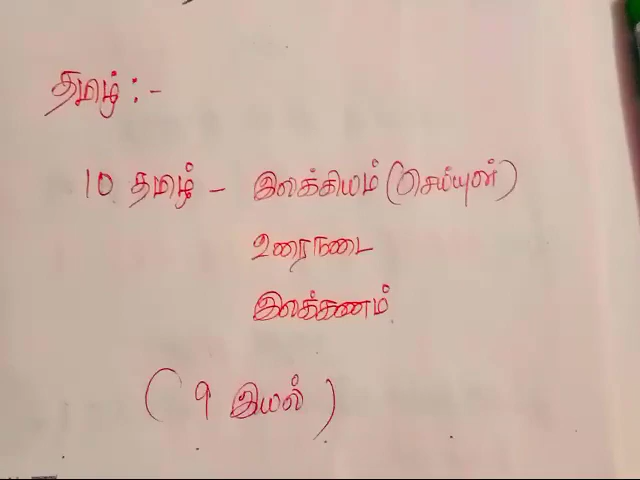 தமிழ் :-
10 தமிழ் - இலக்கியம் (செய்யுள்)
உரைநடை
இலக்கணம்
( 9 இயல் )